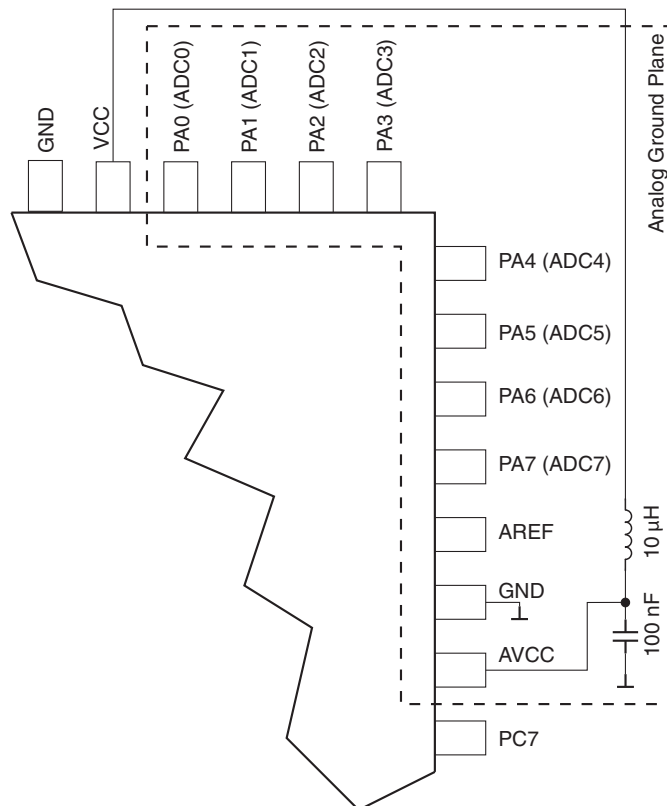 GND
VCC
PA0 (ADC0)
PA1 (ADC1)
PA2 (ADC2)
PA3 (ADC3)
Analog Ground Plane
PA4 (ADC4)
PA5 (ADC5)
PA6 (ADC6)
PA7 (ADC7)
AREF
10 μH
GND
AVCC
100 nF
PC7